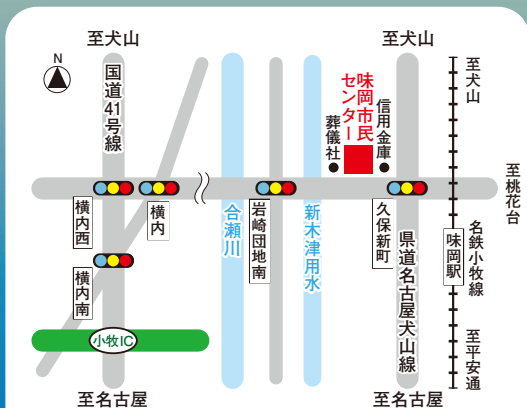 至犬山
至犬山
N
国道41号線
味岡市民
センター
葬儀社
信用金庫
至犬山
至桃花台
横内西
横内
合瀬川
岩崎団地南
新木津用水
久保新町
県道名古屋犬山線
味岡駅
名鉄小牧線
横内南
小牧IC
至平安通
至名古屋
至名古屋